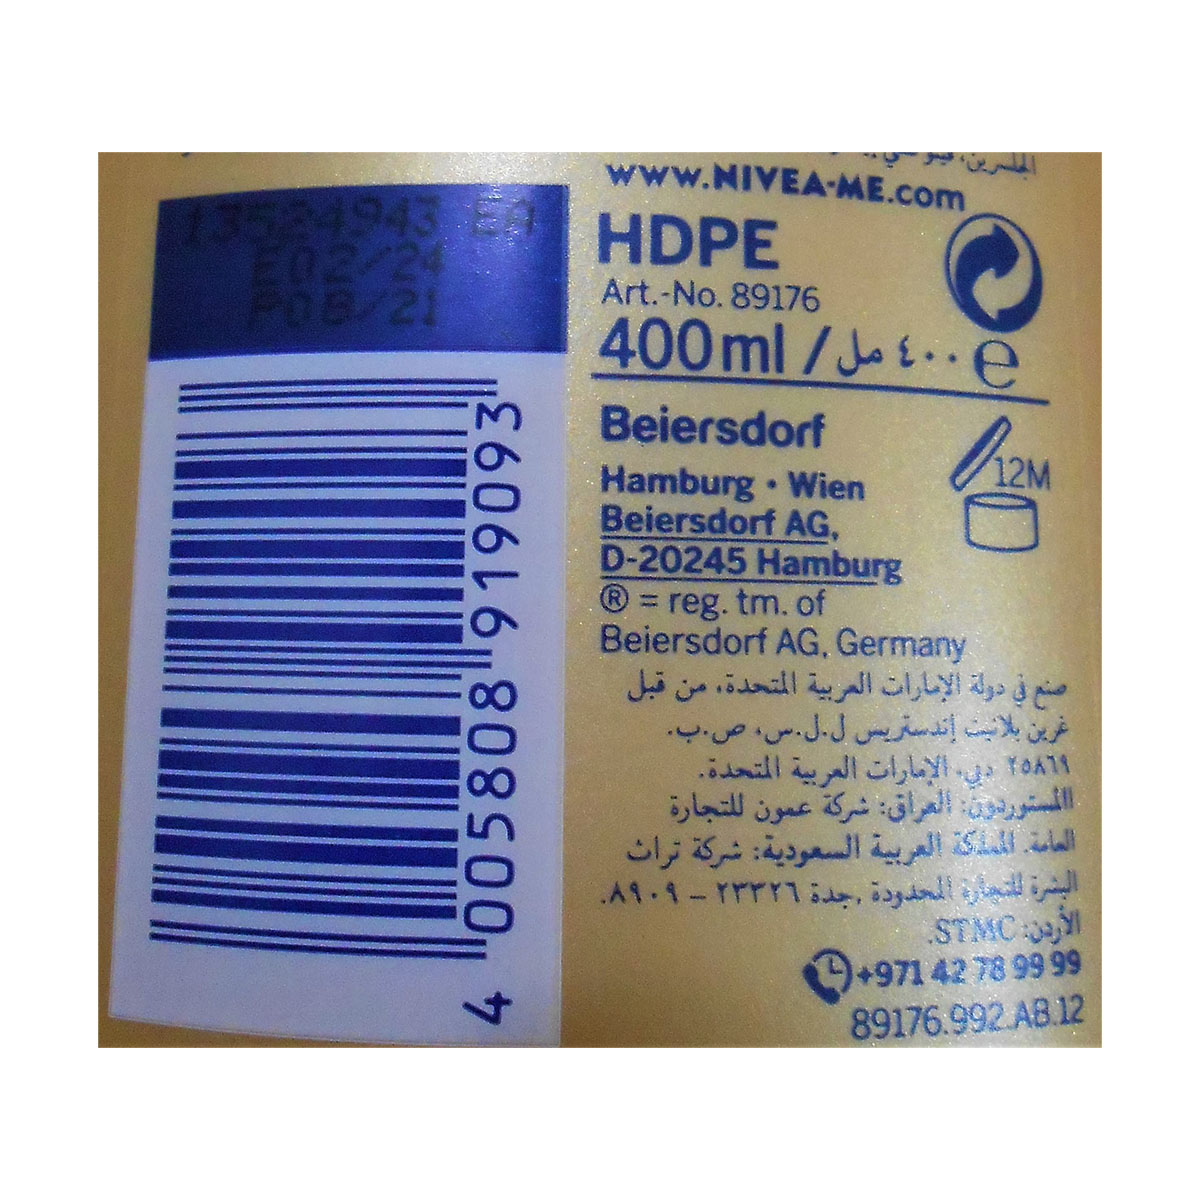 13524943 EA
E02/24
P08/21
4 005808 919093
www.NIVEA-ME.com
HDPE
Art.-No. 89176
400 ml / ٤٠٠ مل e
Beiersdorf
12M
Hamburg • Wien
Beiersdorf AG,
D-20245 Hamburg
® = reg. tm. of
Beiersdorf AG, Germany
صنع في دولة الإمارات العربية المتحدة، من قبل
غرين بلانيت إندستريس ل.ل.س، ص.ب.
٢٥٨٦٩ دبي، الإمارات العربية المتحدة.
المستوردون: العراق: شركة عمون للتجارة
العامة. المملكة العربية السعودية: شركة تراث
البشرة للتجارة المحدودة ,جدة ٢٣٣٢٦ – ٨٩٠٩.
الأردن: STMC.
+971 42 78 99 99
89176.992.AB.12